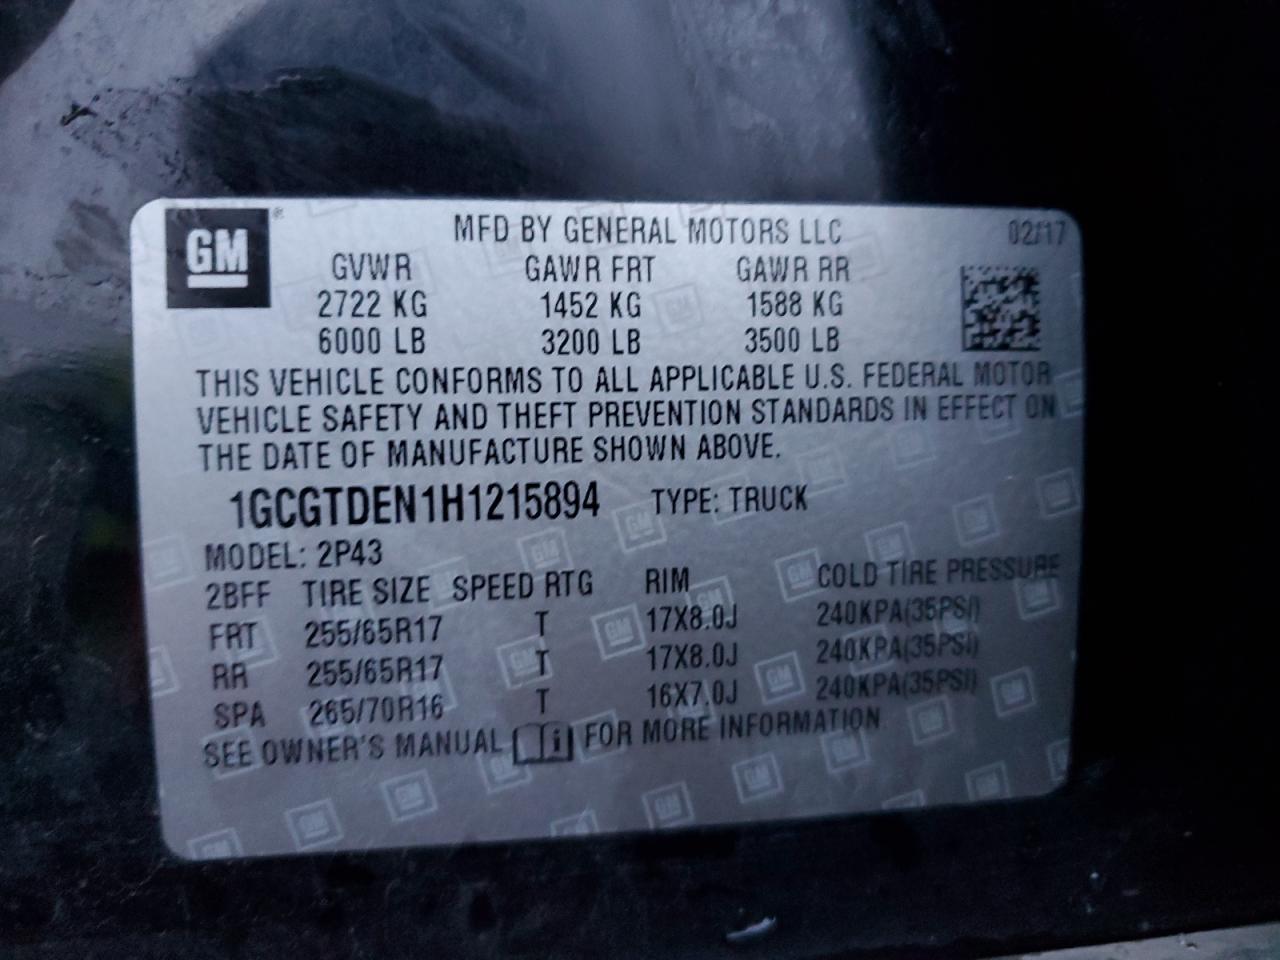 GM ®
MFD BY GENERAL MOTORS LLC 02/17
GVWR GAWR FRT GAWR RR
2722 KG 1452 KG 1588 KG
6000 LB 3200 LB 3500 LB
THIS VEHICLE CONFORMS TO ALL APPLICABLE U.S. FEDERAL MOTOR
VEHICLE SAFETY AND THEFT PREVENTION STANDARDS IN EFFECT ON
THE DATE OF MANUFACTURE SHOWN ABOVE.
1GCGTDEN1H1215894 TYPE: TRUCK
MODEL: 2P43
2BFF TIRE SIZE SPEED RTG RIM COLD TIRE PRESSURE
FRT 255/65R17 T 17X8.0J 240KPA(35PSI)
RR 255/65R17 T 17X8.0J 240KPA(35PSI)
SPA 265/70R16 T 16X7.0J 240KPA(35PSI)
SEE OWNER'S MANUAL i FOR MORE INFORMATION